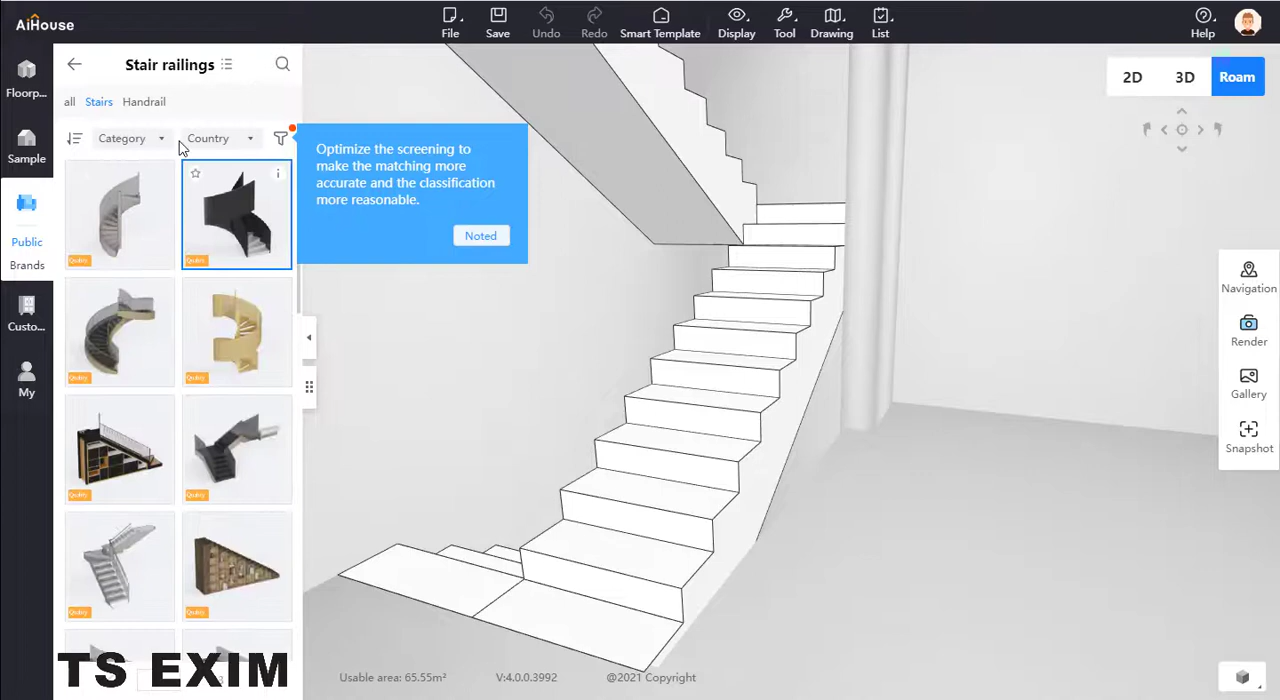 AiHouse
File
Save
Undo
Redo
Smart Template
Display
Tool
Drawing
List
Help
Floorp...
Sample
Public
Brands
Custo...
My
Stair railings
all
Stairs
Handrail
Category
Country
Optimize the screening to
make the matching more
accurate and the classification
more reasonable.
Noted
2D
3D
Roam
Navigation
Render
Gallery
Snapshot
TS EXIM
Usable area: 65.55m²
V:4.0.0.3992
@2021 Copyright